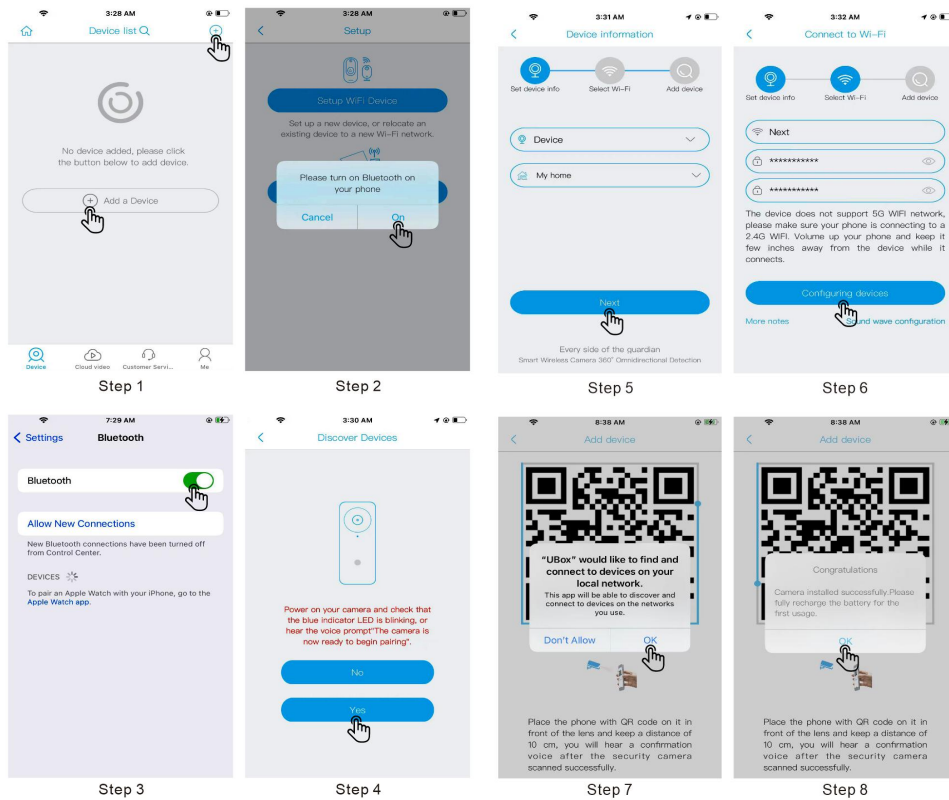 3:28 AM
Device list
No device added, please click
the button below to add device.
Add a Device
Device
Cloud video
Customer Servi...
Me
Step 1
3:28 AM
Setup
Setup WiFi Device
Set up a new device, or relocate an
existing device to a new Wi-Fi network.
Please turn on Bluetooth on
your phone
Cancel
On
Step 2
7:29 AM
Settings
Bluetooth
Bluetooth
Allow New Connections
New Bluetooth connections have been turned off
from Control Center.
DEVICES
To pair an Apple Watch with your iPhone, go to the
Apple Watch app.
Step 3
3:30 AM
Discover Devices
Power on your camera and check that
the blue indicator LED is blinking, or
hear the voice prompt"The camera is
now ready to begin pairing".
No
Yes
Step 4
3:31 AM
Device information
Set device info
Select Wi-Fi
Add device
Device
My home
Next
Every side of the guardian
Smart Wireless Camera 360° Omnidirectional Detection
Step 5
3:32 AM
Connect to Wi-Fi
Set device info
Select Wi-Fi
Add device
Next
***********
***********
The device does not support 5G WIFI network,
please make sure your phone is connecting to a
2.4G WIFI. Volume up your phone and keep it
few inches away from the device while it
connects.
Configuring devices
More notes
Sound wave configuration
Step 6
8:38 AM
Add device
"UBox" would like to find and
connect to devices on your
local network.
This app will be able to discover and
connect to devices on the networks
you use.
Don't Allow
OK
Place the phone with QR code on it in
front of the lens and keep a distance of
10 cm, you will hear a confirmation
voice after the security camera
scanned successfully.
Step 7
8:38 AM
Add device
Congratulations
Camera installed successfully.Please
fully recharge the battery for the
first usage.
OK
Place the phone with QR code on it in
front of the lens and keep a distance of
10 cm, you will hear a confirmation
voice after the security camera
scanned successfully.
Step 8